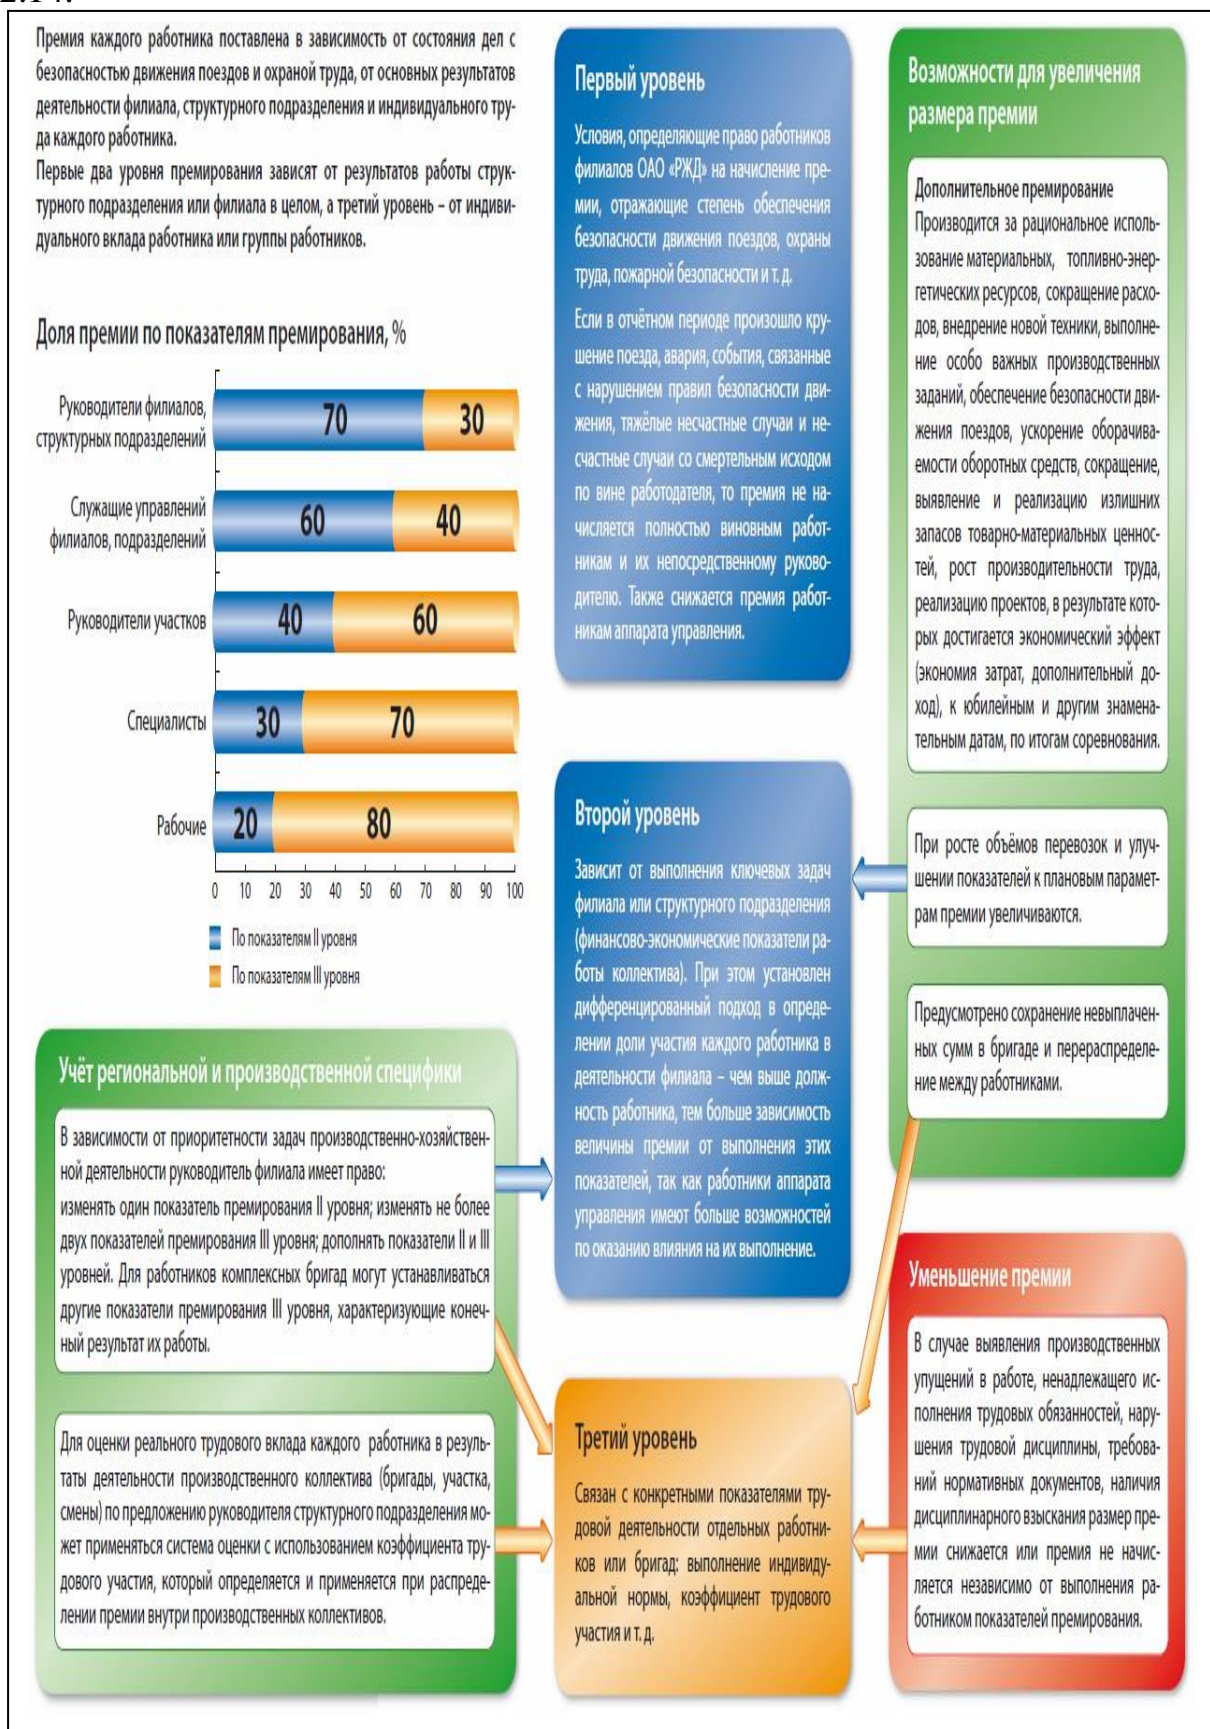 2.14.
Премия каждого работника поставлена в зависимость от состояния дел с
безопасностью движения поездов и охраной труда, от основных результатов
деятельности филиала, структурного подразделения и индивидуального тру-
да каждого работника.
Первые два уровня премирования зависят от результатов работы струк-
турного подразделения или филиала в целом, а третий уровень – от индиви-
дуального вклада работника или группы работников.
Доля премии по показателям премирования, %
Руководители филиалов,
структурных подразделений
70 30
Служащие управлений
филиалов, подразделений
60 40
Руководители участков
40 60
Специалисты
30 70
Рабочие
20 80
0 10 20 30 40 50 60 70 80 90 100
По показателям II уровня
По показателям III уровня
Первый уровень
Условия, определяющие право работников
филиалов ОАО «РЖД» на начисление пре-
мии, отражающие степень обеспечения
безопасности движения поездов, охраны
труда, пожарной безопасности и т. д.
Если в отчётном периоде произошло кру-
шение поезда, авария, события, связанные
с нарушением правил безопасности дви-
жения, тяжёлые несчастные случаи и не-
счастные случаи со смертельным исходом
по вине работодателя, то премия не на-
числяется полностью виновным работ-
никам и их непосредственному руково-
дителю. Также снижается премия работ-
никам аппарата управления.
Второй уровень
Зависит от выполнения ключевых задач
филиала или структурного подразделения
(финансово-экономические показатели ра-
боты коллектива). При этом установлен
дифференцированный подход в опреде-
лении доли участия каждого работника в
деятельности филиала – чем выше долж-
ность работника, тем больше зависимость
величины премии от выполнения этих
показателей, так как работники аппарата
управления имеют больше возможностей
по оказанию влияния на их выполнение.
Третий уровень
Связан с конкретными показателями тру-
довой деятельности отдельных работни-
ков или бригад: выполнение индивиду-
альной нормы, коэффициент трудового
участия и т. д.
Возможности для увеличения
размера премии
Дополнительное премирование
Производится за рациональное исполь-
зование материальных, топливно-энер-
гетических ресурсов, сокращение расхо-
дов, внедрение новой техники, выполне-
ние особо важных производственных
заданий, обеспечение безопасности дви-
жения поездов, ускорение оборачива-
емости оборотных средств, сокращение,
выявление и реализацию излишних
запасов товарно-материальных ценнос-
тей, рост производительности труда,
реализацию проектов, в результате кото-
рых достигается экономический эффект
(экономия затрат, дополнительный до-
ход), к юбилейным и другим знамена-
тельным датам, по итогам соревнования.
При росте объёмов перевозок и улуч-
шении показателей к плановым парамет-
рам премии увеличиваются.
Предусмотрено сохранение невыплачен-
ных сумм в бригаде и перераспределе-
ние между работниками.
Уменьшение премии
В случае выявления производственных
упущений в работе, ненадлежащего ис-
полнения трудовых обязанностей, нару-
шения трудовой дисциплины, требова-
ний нормативных документов, наличия
дисциплинарного взыскания размер пре-
мии снижается или премия не начис-
ляется независимо от выполнения ра-
ботником показателей премирования.
Учёт региональной и производственной специфики
В зависимости от приоритетности задач производственно-хозяйствен-
ной деятельности руководитель филиала имеет право:
изменять один показатель премирования II уровня; изменять не более
двух показателей премирования III уровня; дополнять показатели II и III
уровней. Для работников комплексных бригад могут устанавливаться
другие показатели премирования III уровня, характеризующие конеч-
ный результат их работы.
Для оценки реального трудового вклада каждого работника в резуль-
таты деятельности производственного коллектива (бригады, участка,
смены) по предложению руководителя структурного подразделения мо-
жет применяться система оценки с использованием коэффициента тру-
дового участия, который определяется и применяется при распреде-
лении премии внутри производственных коллективов.